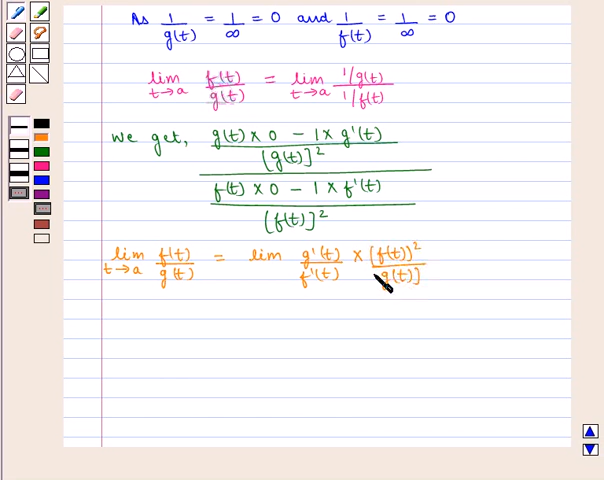 As 1/g(t) = 1/∞ = 0 and 1/f(t) = 1/∞ = 0
lim t→a f(t)/g(t) = lim t→a (1/g(t))/(1/f(t))
We get, (g(t) × 0 − 1 × g'(t))/[g(t)]²
(f(t) × 0 − 1 × f'(t))/[f(t)]²
lim t→a f(t)/g(t) = lim g'(t)/f'(t) × [f(t))²/g(t)]